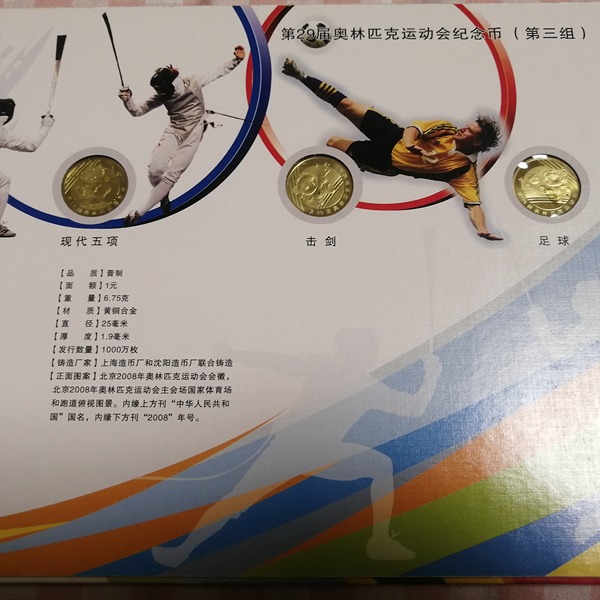 第29届奥林匹克运动会纪念币（第三组）
现代五项
击剑
足球
【品　质】普制
【面　额】1元
【重　量】6.75克
【材　质】黄铜合金
【直　径】25毫米
【厚　度】1.9毫米
【发行数量】1000万枚
【铸造厂家】上海造币厂和沈阳造币厂联合铸造
【正面图案】北京2008年奥林匹克运动会会徽，
北京2008年奥林匹克运动会主会场国家体育场
和跑道俯视图景。内缘上方刊“中华人民共和
国”国名，内缘下方刊“2008”年号。